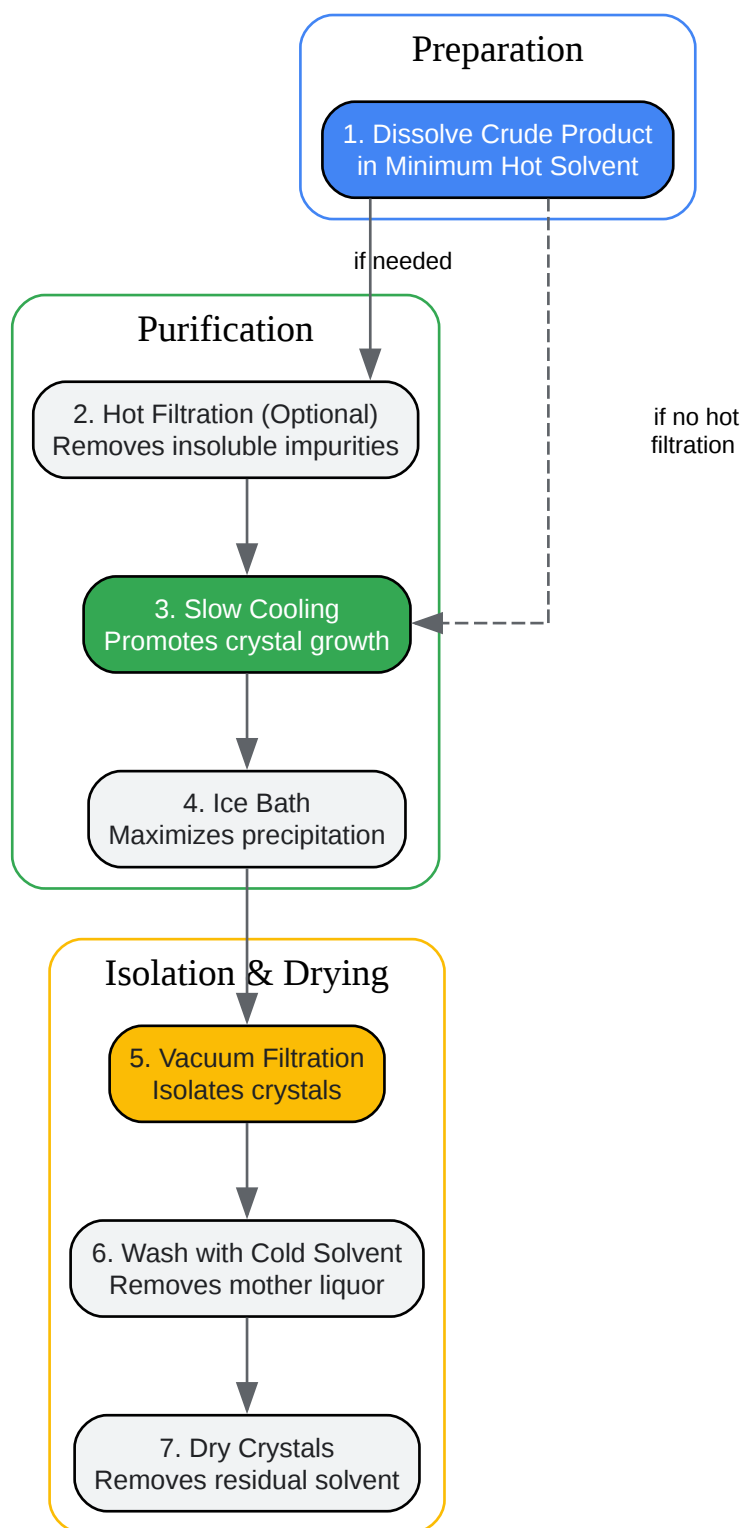 Preparation
1. Dissolve Crude Product
in Minimum Hot Solvent
if needed
Purification
2. Hot Filtration (Optional)
Removes insoluble impurities
if no hot
filtration
3. Slow Cooling
Promotes crystal growth
4. Ice Bath
Maximizes precipitation
Isolation & Drying
5. Vacuum Filtration
Isolates crystals
6. Wash with Cold Solvent
Removes mother liquor
7. Dry Crystals
Removes residual solvent